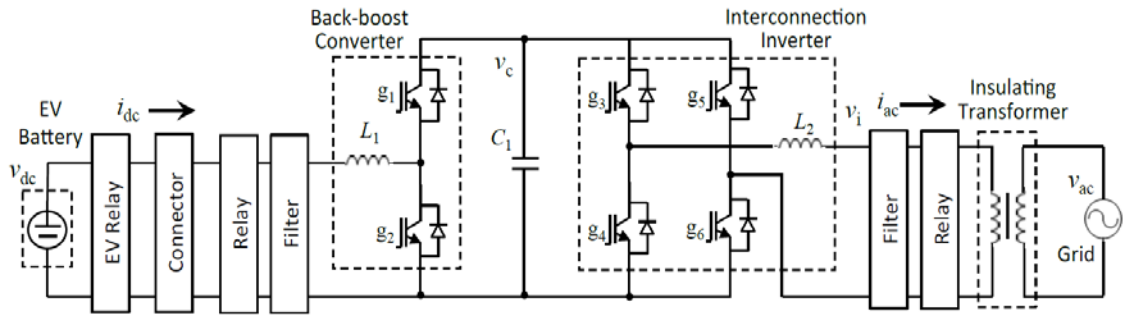 Back-boost
Converter
Interconnection
Inverter
Insulating
Transformer
EV
Battery
i_dc
v_c
g1
g3
g5
L1
C1
L2
v_i
i_ac
v_dc
v_ac
EV Relay
Connector
Relay
Filter
g2
g4
g6
Filter
Relay
Grid